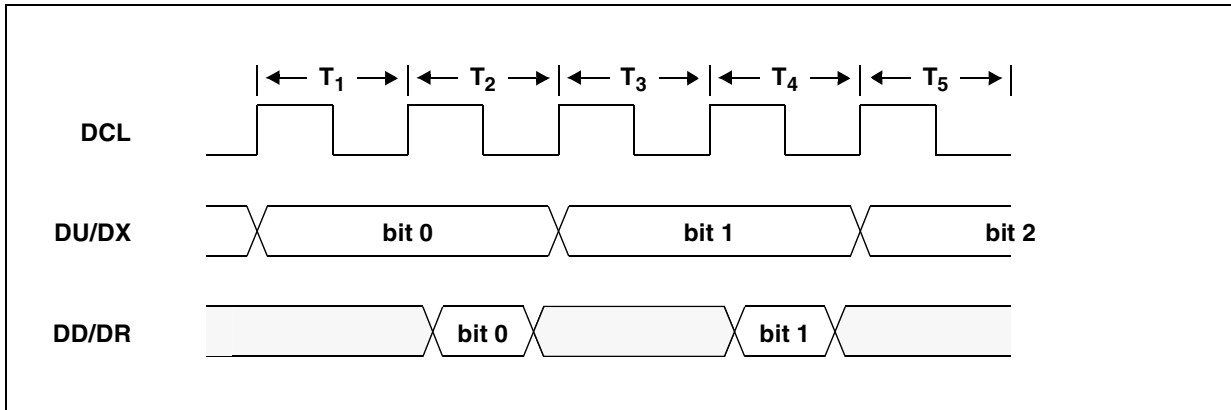 T1 T2 T3 T4 T5
DCL
DU/DX bit 0 bit 1 bit 2
DD/DR bit 0 bit 1